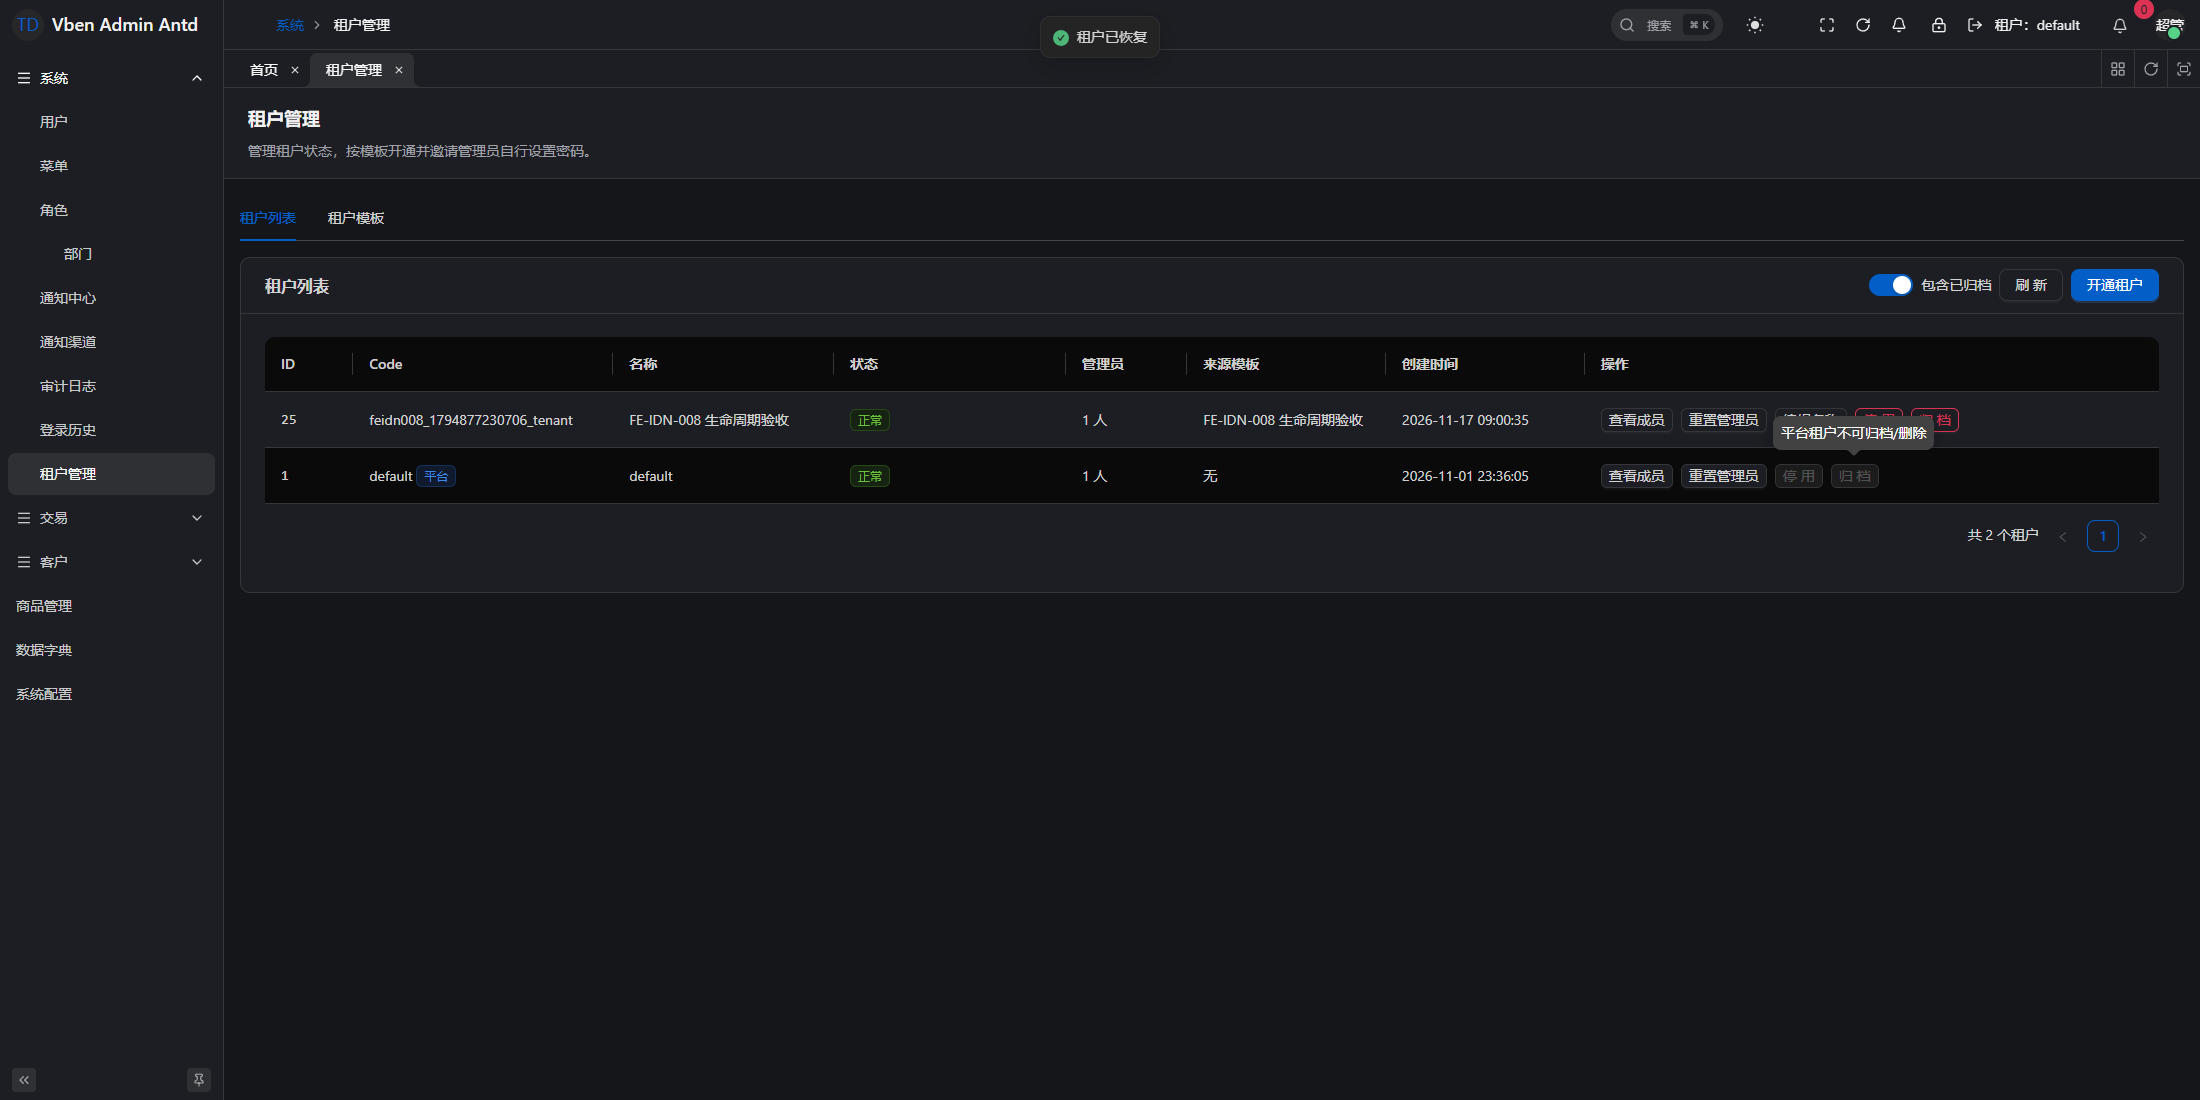 TD Vben Admin Antd
系统 > 租户管理
租户已恢复
搜索 ⌘ K
租户：default
0
超管
系统
用户
菜单
角色
部门
通知中心
通知渠道
审计日志
登录历史
租户管理
交易
客户
商品管理
数据字典
系统配置
首页 × 租户管理 ×
租户管理
管理租户状态，按模板开通并邀请管理员自行设置密码。
租户列表 租户模板
租户列表
包含已归档 刷 新 开通租户
ID Code 名称 状态 管理员 来源模板 创建时间 操作
25 feidn008_1794877230706_tenant FE-IDN-008 生命周期验收 正常 1 人 FE-IDN-008 生命周期验收 2026-11-17 09:00:35 查看成员 重置管理员 档
平台租户不可归档/删除
1 default 平台 default 正常 1 人 无 2026-11-01 23:36:05 查看成员 重置管理员 停 用 归 档
共 2 个租户 < 1 >